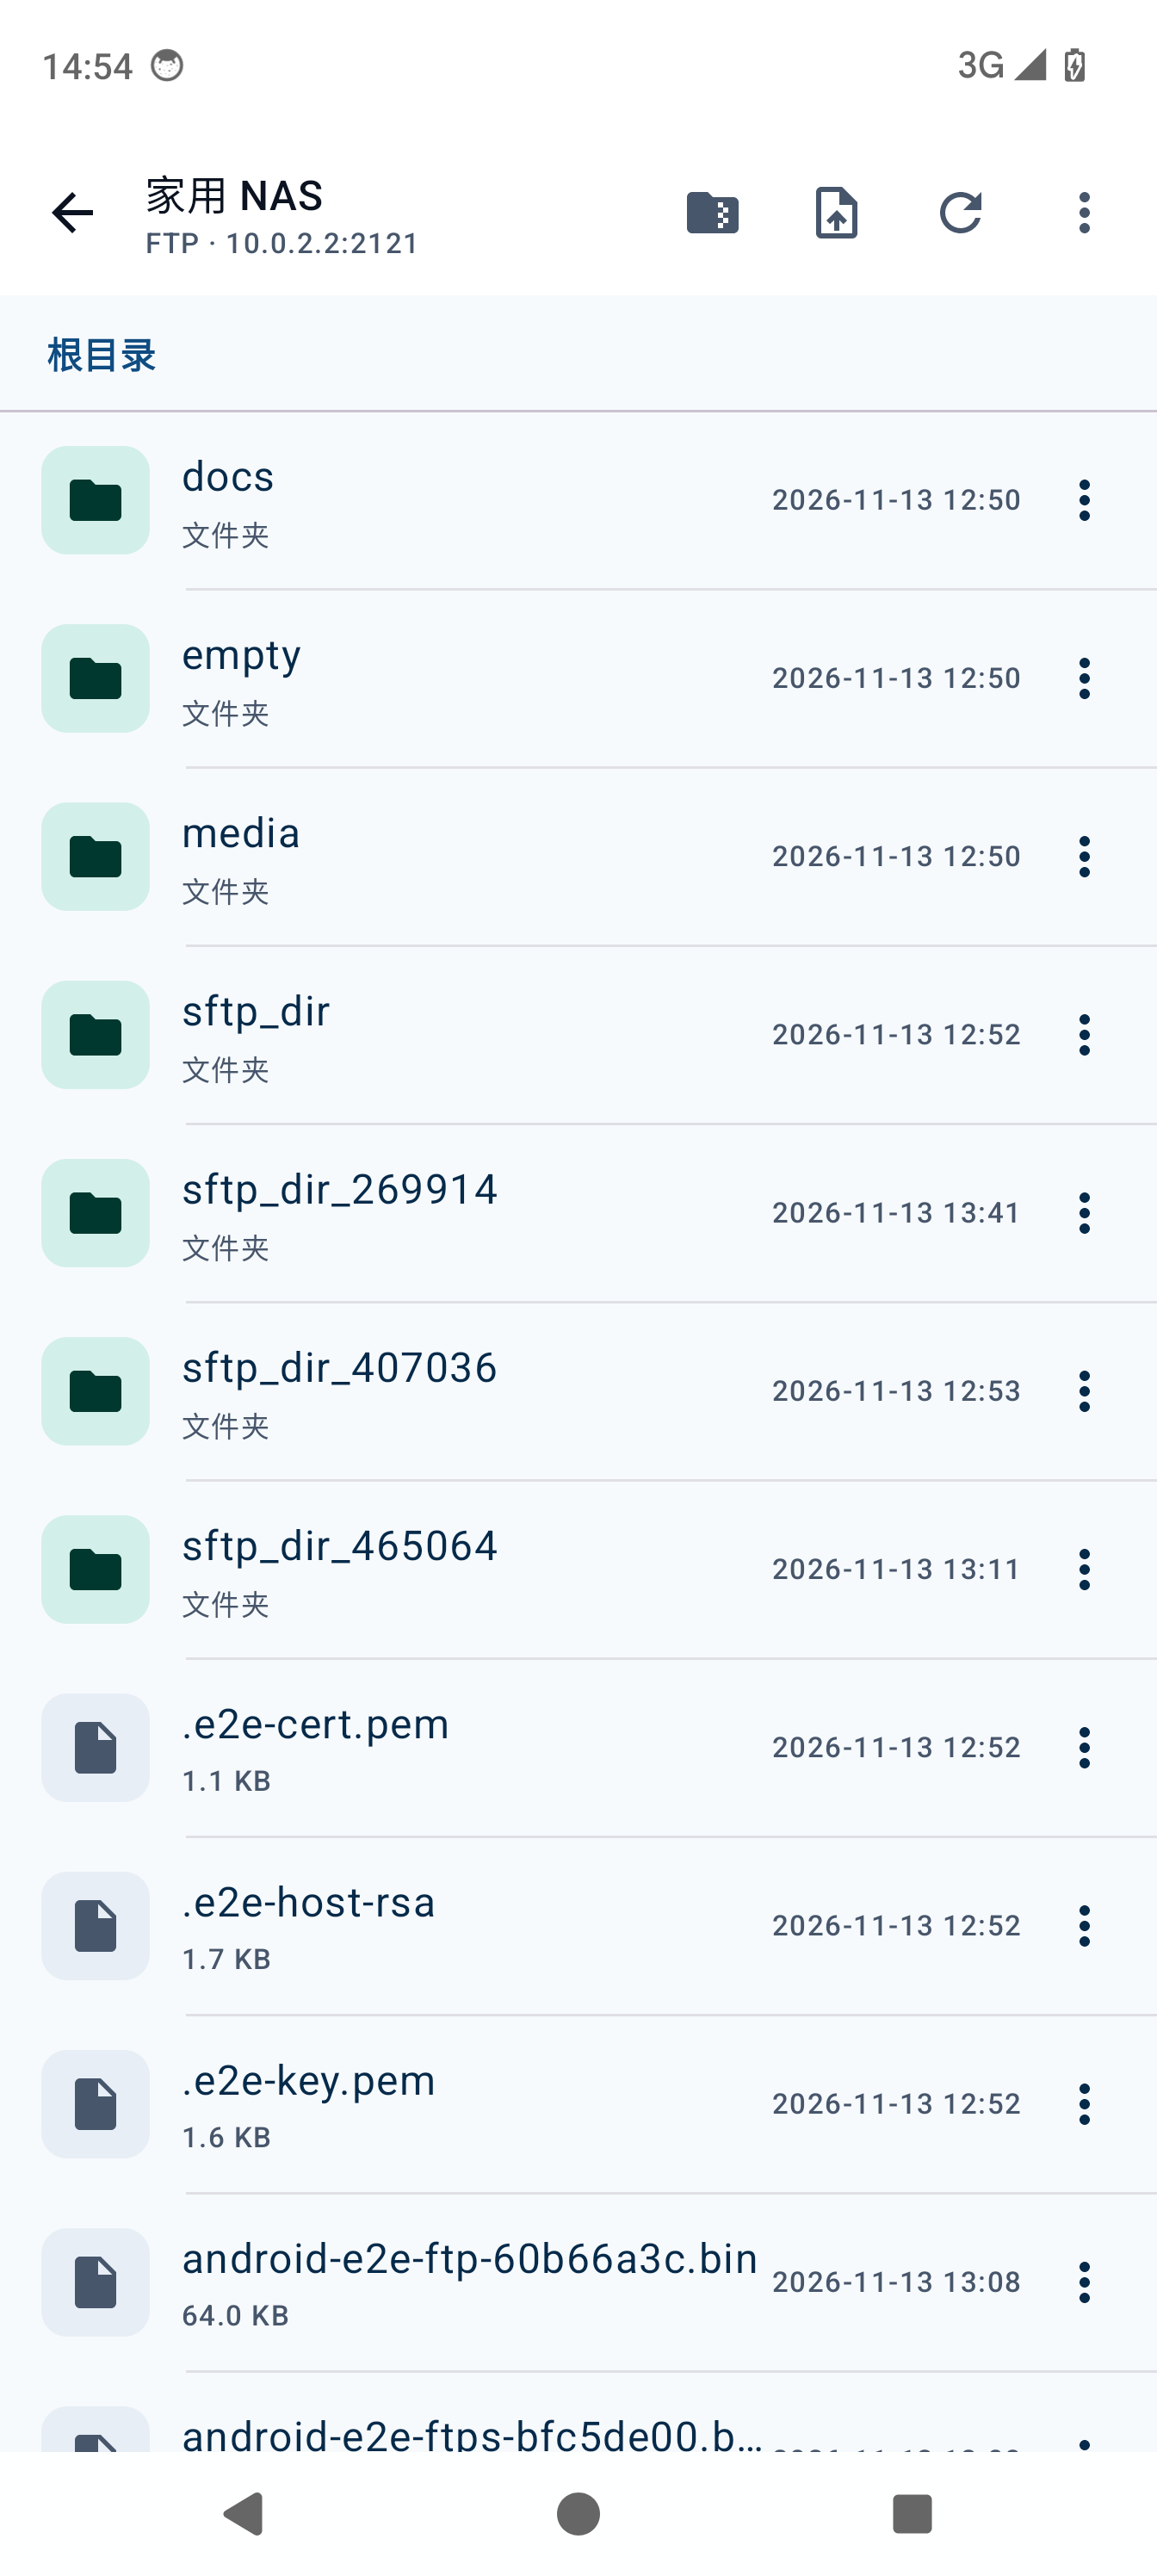 14:54
3G
家用 NAS
FTP · 10.0.2.2:2121
根目录
docs
文件夹
2026-11-13 12:50
empty
文件夹
2026-11-13 12:50
media
文件夹
2026-11-13 12:50
sftp_dir
文件夹
2026-11-13 12:52
sftp_dir_269914
文件夹
2026-11-13 13:41
sftp_dir_407036
文件夹
2026-11-13 12:53
sftp_dir_465064
文件夹
2026-11-13 13:11
.e2e-cert.pem
1.1 KB
2026-11-13 12:52
.e2e-host-rsa
1.7 KB
2026-11-13 12:52
.e2e-key.pem
1.6 KB
2026-11-13 12:52
android-e2e-ftp-60b66a3c.bin
64.0 KB
2026-11-13 13:08
android-e2e-ftps-bfc5de00.b…